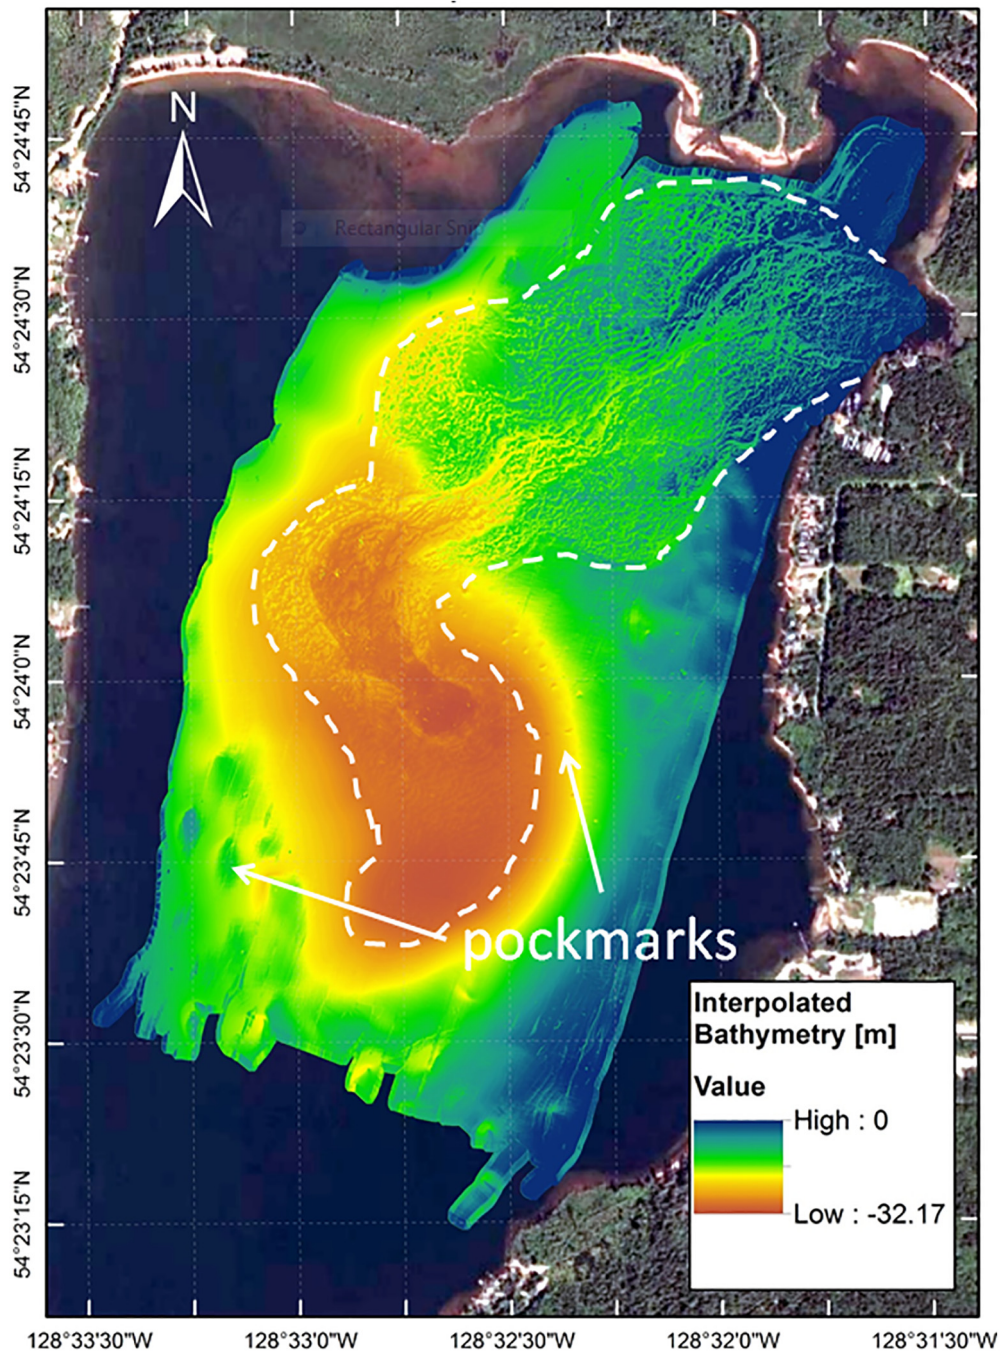 N
Rectangular Snip
54°24'45"N
54°24'30"N
54°24'15"N
54°24'0"N
54°23'45"N
54°23'30"N
54°23'15"N
pockmarks
Interpolated
Bathymetry [m]
Value
High : 0
Low : -32.17
128°33'30"W
128°33'0"W
128°32'30"W
128°32'0"W
128°31'30"W